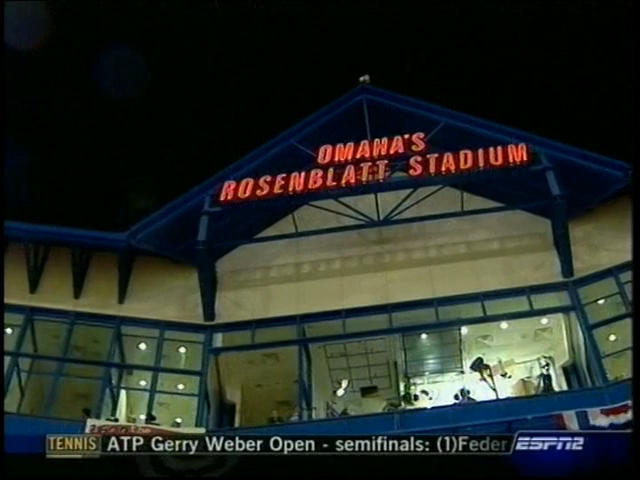 OMAHA'S
ROSENBLATT STADIUM
TENNIS ATP Gerry Weber Open - semifinals: (1)Feder ESPN2